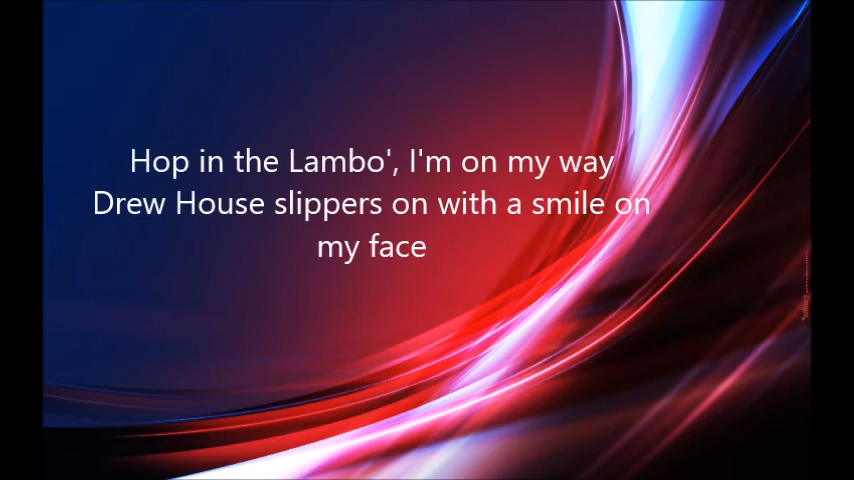 Hop in the Lambo', I'm on my way
Drew House slippers on with a smile on
my face